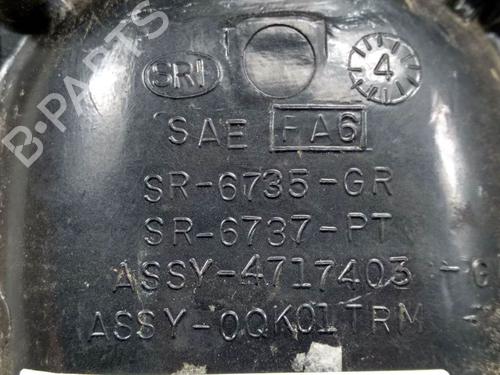 B-PARTS
SRI
4
SAE FA6
SR-6735-GR
SR-6737-PT
ASSY-4717403
ASSY-0QK01TRM